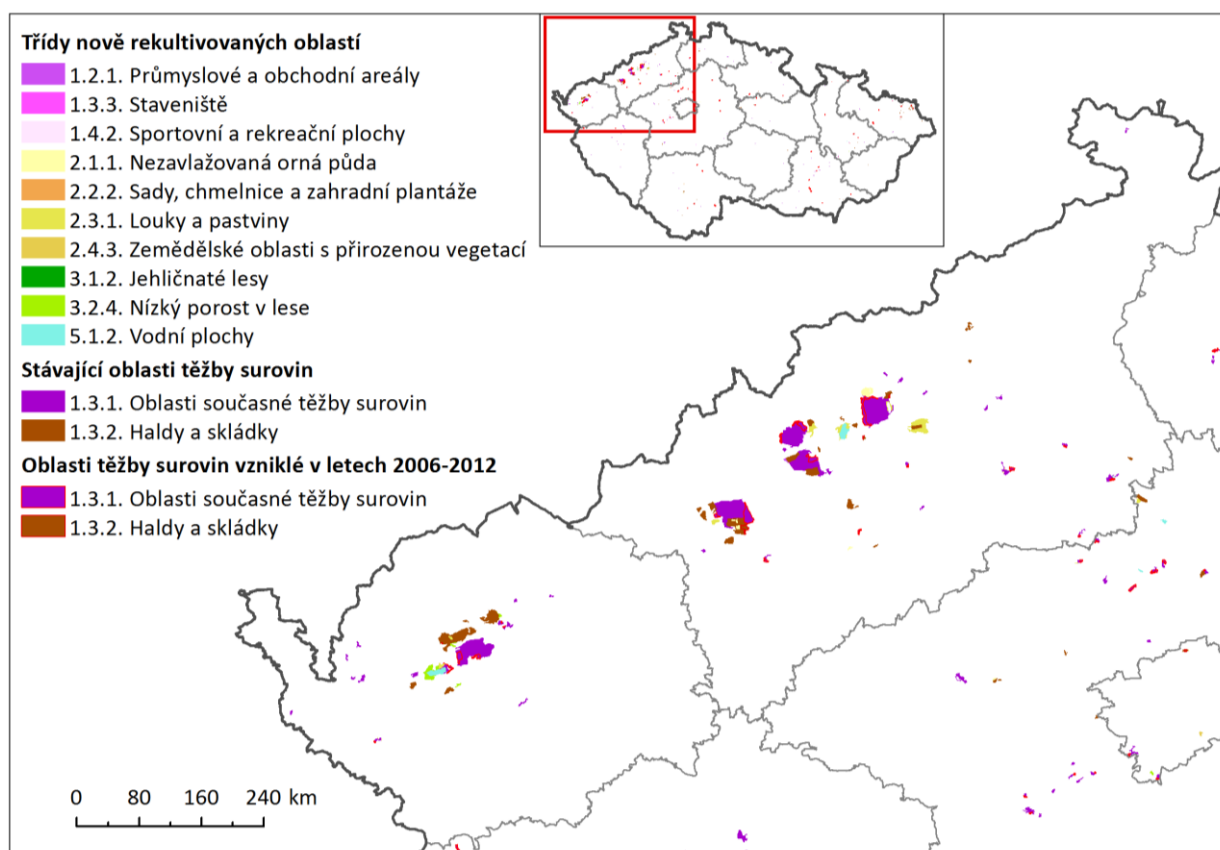 Třídy nově rekultivovaných oblastí
1.2.1. Průmyslové a obchodní areály
1.3.3. Staveniště
1.4.2. Sportovní a rekreační plochy
2.1.1. Nezavlažovaná orná půda
2.2.2. Sady, chmelnice a zahradní plantáže
2.3.1. Louky a pastviny
2.4.3. Zemědělské oblasti s přirozenou vegetací
3.1.2. Jehličnaté lesy
3.2.4. Nízký porost v lese
5.1.2. Vodní plochy
Stávající oblasti těžby surovin
1.3.1. Oblasti současné těžby surovin
1.3.2. Haldy a skládky
Oblasti těžby surovin vzniklé v letech 2006-2012
1.3.1. Oblasti současné těžby surovin
1.3.2. Haldy a skládky
0 80 160 240 km